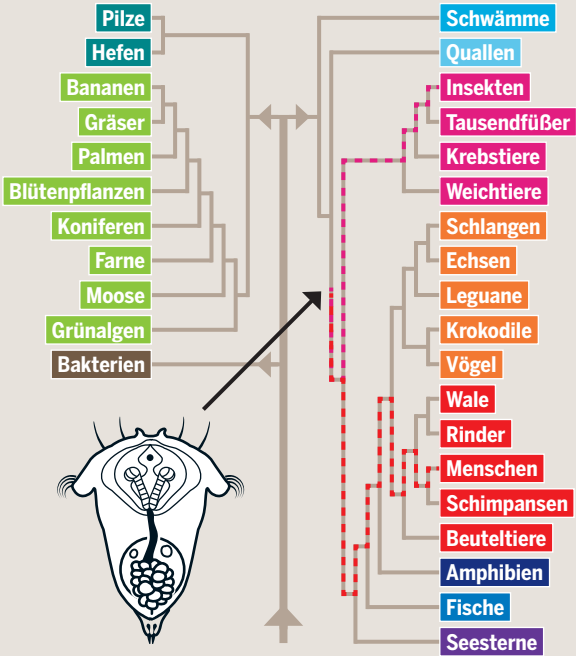 Pilze
Hefen
Bananen
Gräser
Palmen
Blütenpflanzen
Koniferen
Farne
Moose
Grünalgen
Bakterien
Schwämme
Quallen
Insekten
Tausendfüßer
Krebstiere
Weichtiere
Schlangen
Echsen
Leguane
Krokodile
Vögel
Wale
Rinder
Menschen
Schimpansen
Beuteltiere
Amphibien
Fische
Seesterne